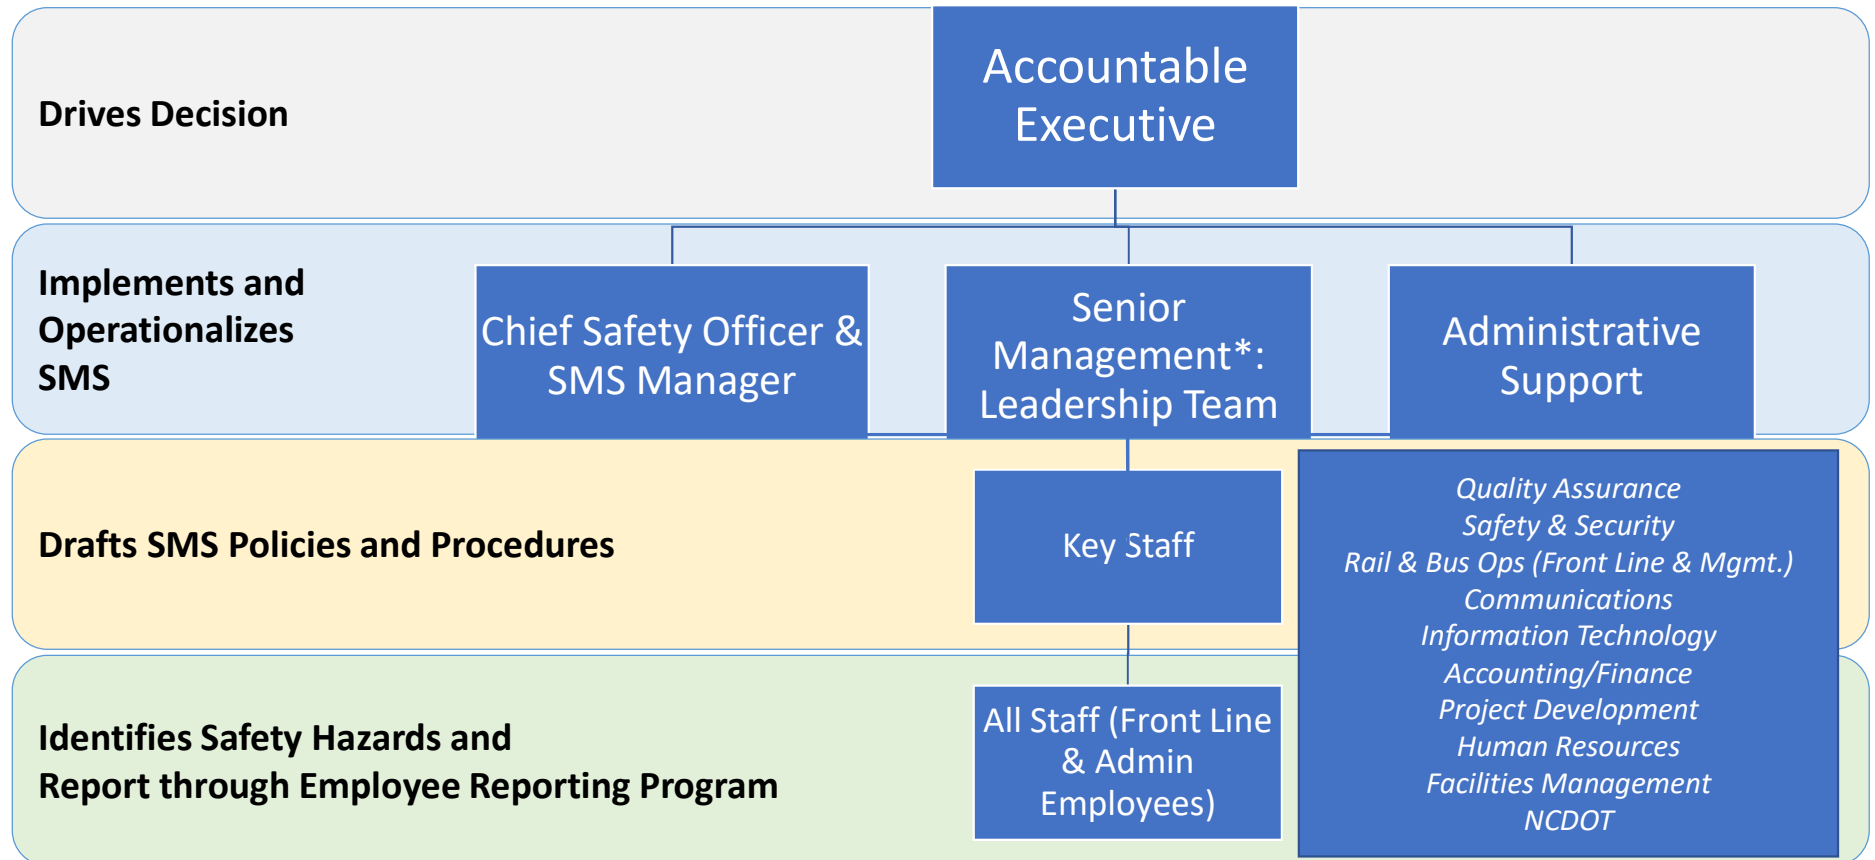 Drives Decision
Accountable
Executive
Implements and
Operationalizes
SMS
Chief Safety Officer &
SMS Manager
Senior
Management*:
Leadership Team
Administrative
Support
Drafts SMS Policies and Procedures
Key Staff
Quality Assurance
Safety & Security
Rail & Bus Ops (Front Line & Mgmt.)
Communications
Information Technology
Accounting/Finance
Project Development
Human Resources
Facilities Management
NCDOT
Identifies Safety Hazards and
Report through Employee Reporting Program
All Staff (Front Line
& Admin
Employees)